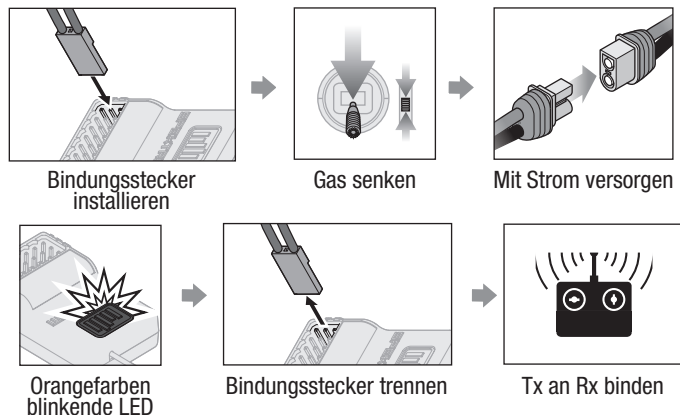 Bindungsstecker
installieren
Gas senken
Mit Strom versorgen
Orangefarben
blinkende LED
Bindungsstecker trennen
Tx an Rx binden